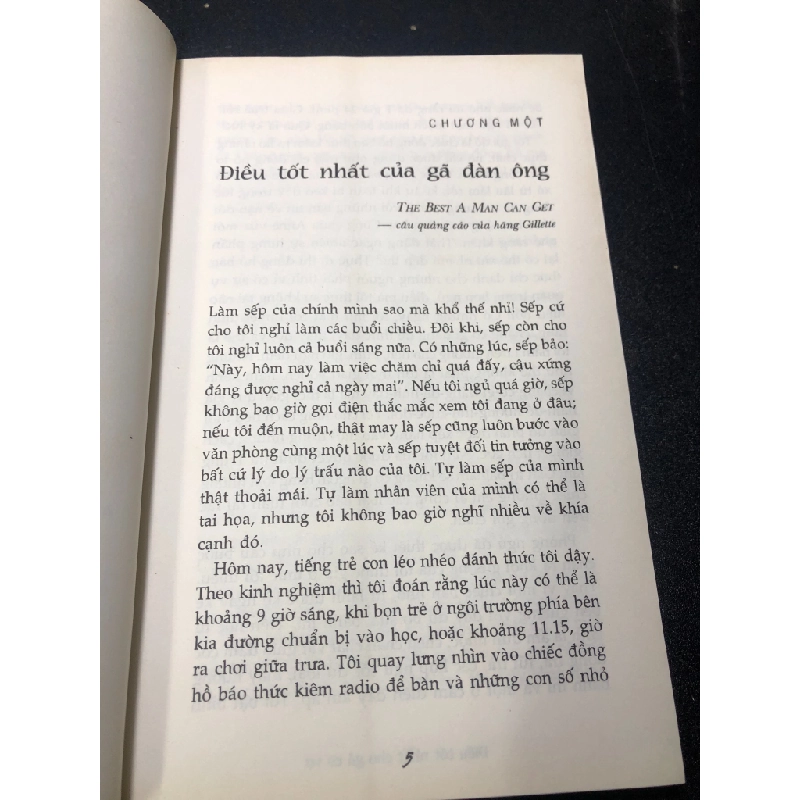 CHƯƠNG MỘT
Điều tốt nhất của gã đàn ông
THE BEST A MAN CAN GET
— câu quảng cáo của hãng Gillette
Làm sếp của chính mình sao mà khổ thế nhỉ! Sếp cứ
cho tôi nghỉ làm các buổi chiều. Đôi khi, sếp còn cho
tôi nghỉ luôn cả buổi sáng nữa. Có những lúc, sếp bảo:
“Này, hôm nay làm việc chăm chỉ quá đấy, cậu xứng
đáng được nghỉ cả ngày mai”. Nếu tôi ngủ quá giờ, sếp
không bao giờ gọi điện thắc mắc xem tôi đang ở đâu;
nếu tôi đến muộn, thật may là sếp cũng luôn bước vào
văn phòng cùng một lúc và sếp tuyệt đối tin tưởng vào
bất cứ lý do lý trấu nào của tôi. Tự làm sếp của mình
thật thoải mái. Tự làm nhân viên của mình có thể là
tai họa, nhưng tôi không bao giờ nghĩ nhiều về khía
cạnh đó.
Hôm nay, tiếng trẻ con léo nhéo đánh thức tôi dậy.
Theo kinh nghiệm thì tôi đoán rằng lúc này có thể là
khoảng 9 giờ sáng, khi bọn trẻ ở ngôi trường phía bên
kia đường chuẩn bị vào học, hoặc khoảng 11.15, giờ
ra chơi giữa trưa. Tôi quay lưng nhìn vào chiếc đồng
hồ báo thức kiêm radio để bàn và những con số nhỏ
5